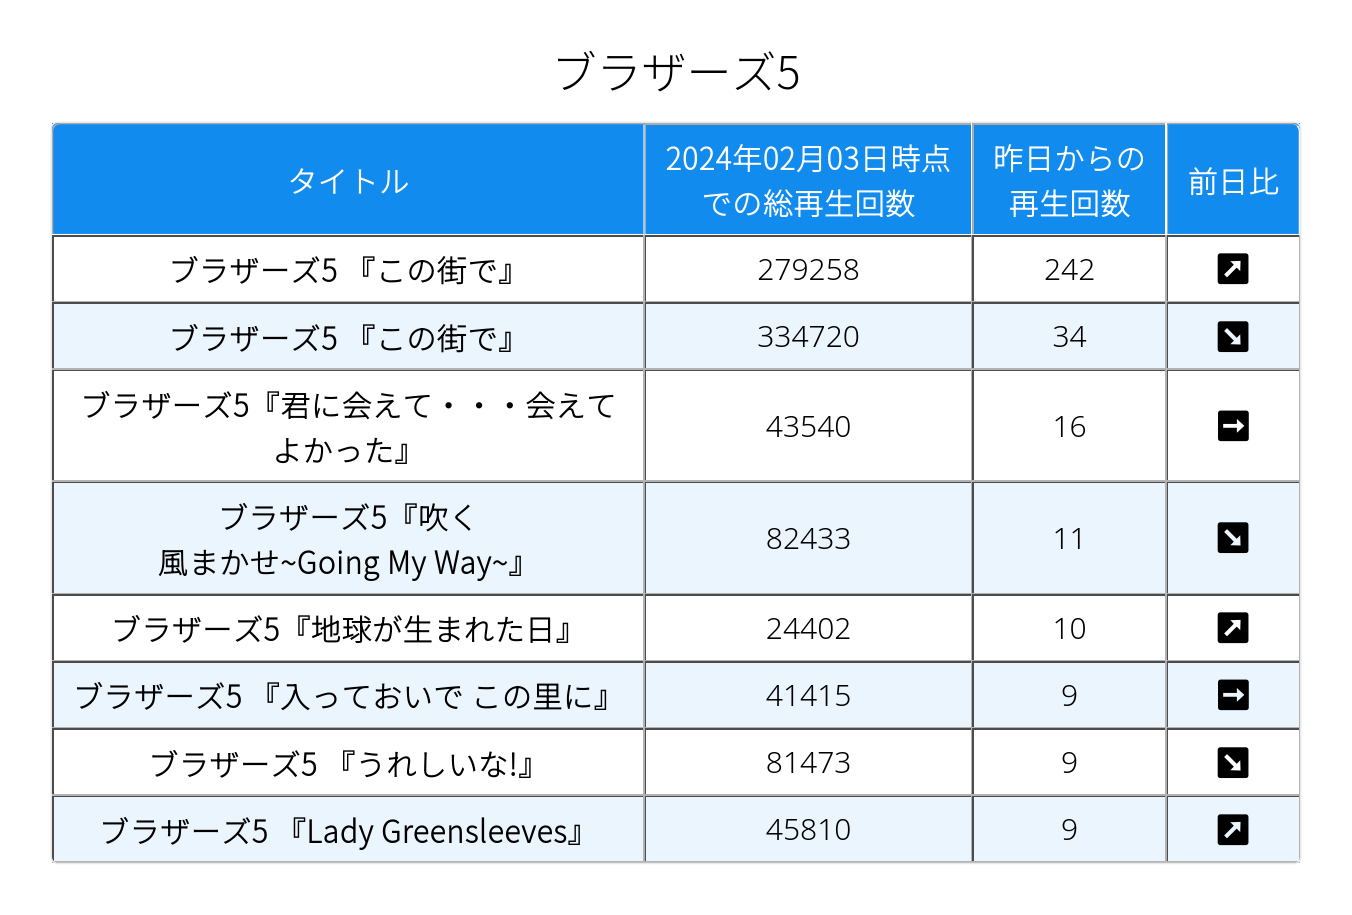 ブラザーズ5
タイトル
2024年02月03日時点
での総再生回数
昨日からの
再生回数
前日比
ブラザーズ5 『この街で』
279258
242
ブラザーズ5 『この街で』
334720
34
ブラザーズ5『君に会えて・・・会えて
よかった』
43540
16
ブラザーズ5『吹く
風まかせ~Going My Way~』
82433
11
ブラザーズ5『地球が生まれた日』
24402
10
ブラザーズ5 『入っておいで この里に』
41415
9
ブラザーズ5 『うれしいな!』
81473
9
ブラザーズ5 『Lady Greensleeves』
45810
9